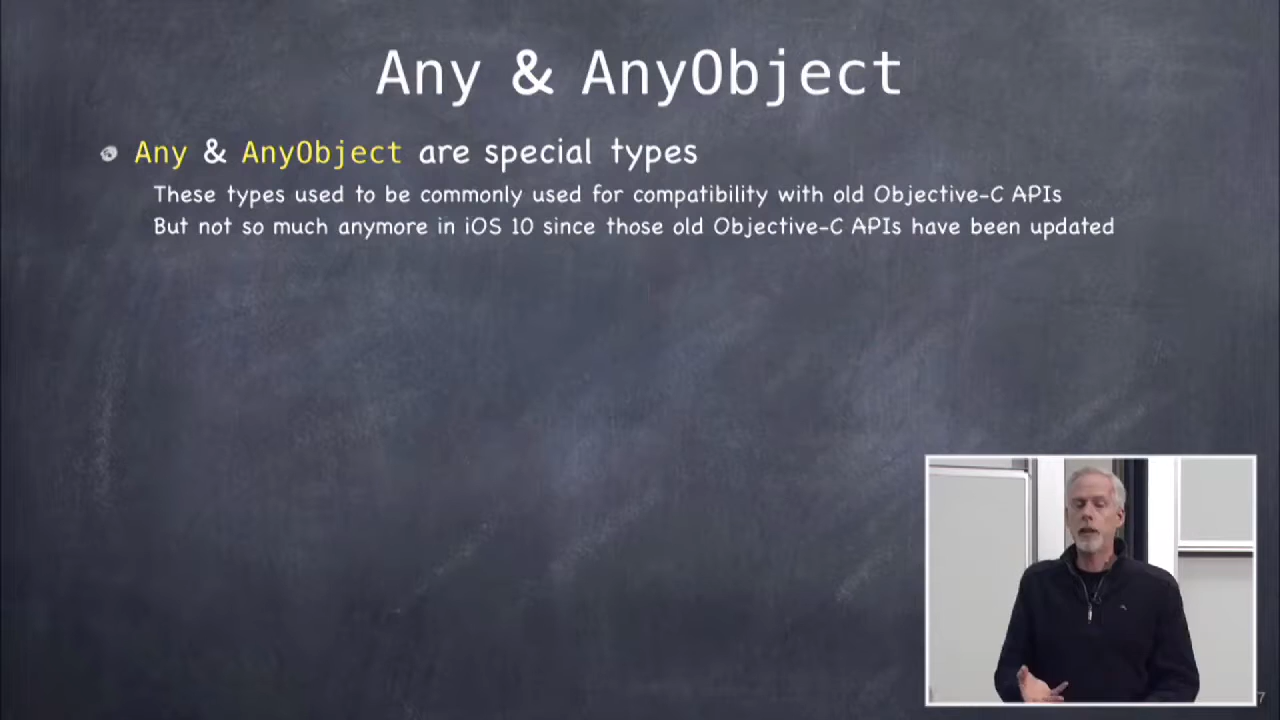 Any & AnyObject
Any & AnyObject are special types
These types used to be commonly used for compatibility with old Objective-C APIs
But not so much anymore in iOS 10 since those old Objective-C APIs have been updated
7